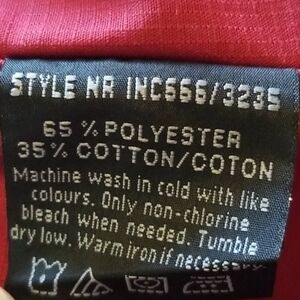 STYLE NR INC666/3235
65 % POLYESTER
35% COTTON/COTON
Machine wash in cold with like
colours. Only non-chlorine
bleach when needed. Tumble
dry low. Warm iron if necessary